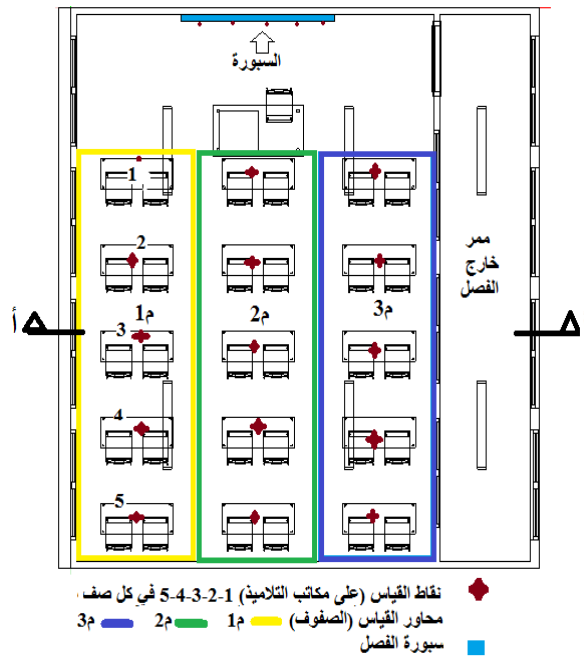 السبورة
1
2
م1
م2
م3
3
4
5
ممر
خارج
الفصل
أ
نقاط القياس (على مكاتب التلاميذ) 1-2-3-4-5 في كل صف .
محاور القياس (الصفوف) م1 م2 م3
سبورة الفصل